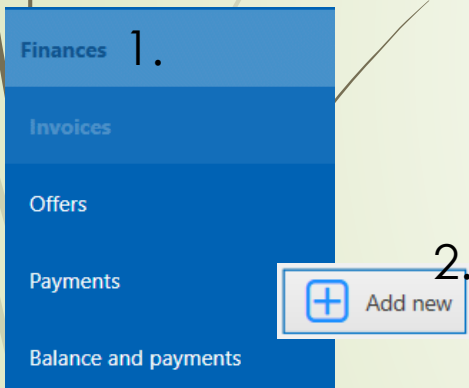 Finances 1.
Invoices
Offers
Payments
2.
Add new
Balance and payments